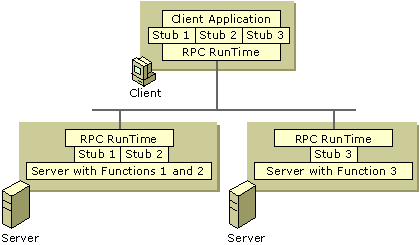 Client Application
Stub 1 Stub 2 Stub 3
RPC RunTime
Client
RPC RunTime
Stub 1 Stub 2
Server with Functions 1 and 2
Server
RPC RunTime
Stub 3
Server with Function 3
Server